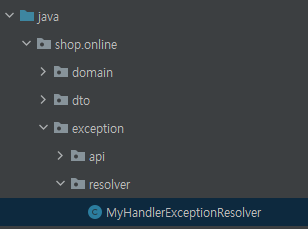 java
shop.online
domain
dto
exception
api
resolver
C MyHandlerExceptionResolver